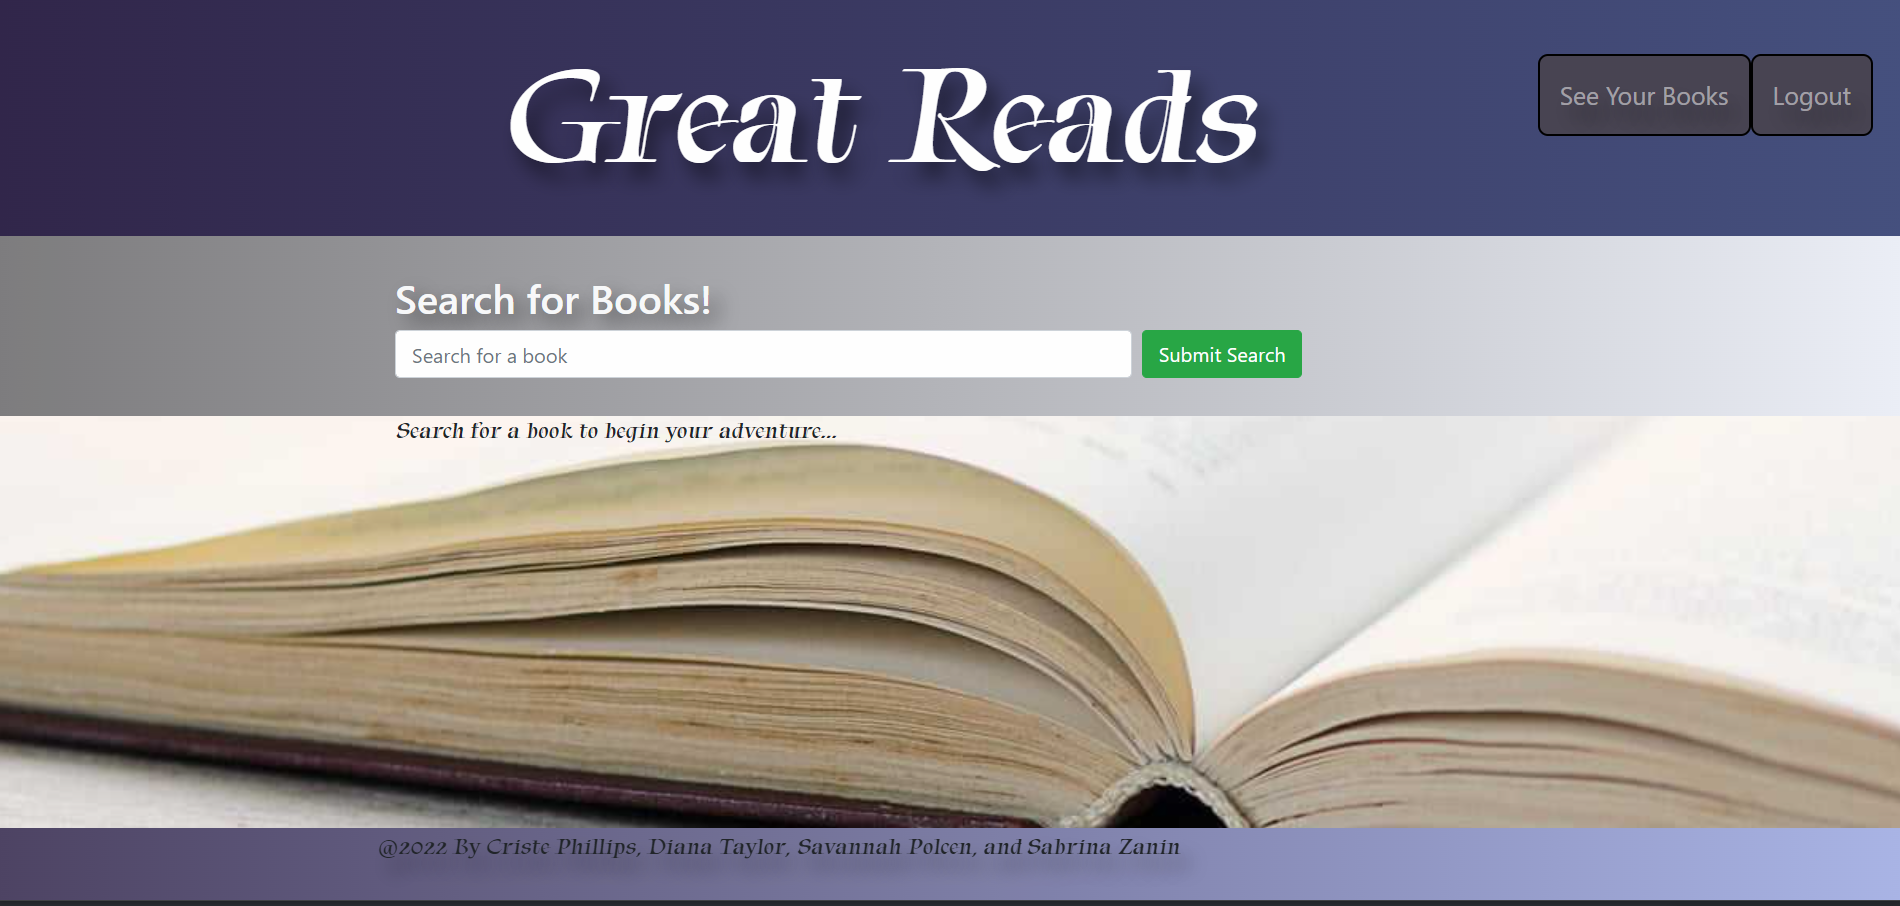 Great Reads
See Your Books
Logout
Search for Books!
Search for a book
Submit Search
Search for a book to begin your adventure...
@2022 By Criste Phillips, Diana Taylor, Savannah Poleen, and Sabrina Zanin